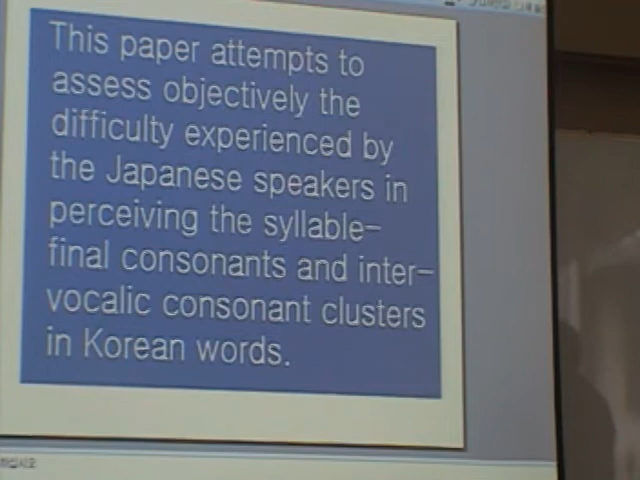 This paper attempts to
assess objectively the
difficulty experienced by
the Japanese speakers in
perceiving the syllable-
final consonants and inter-
vocalic consonant clusters
in Korean words.